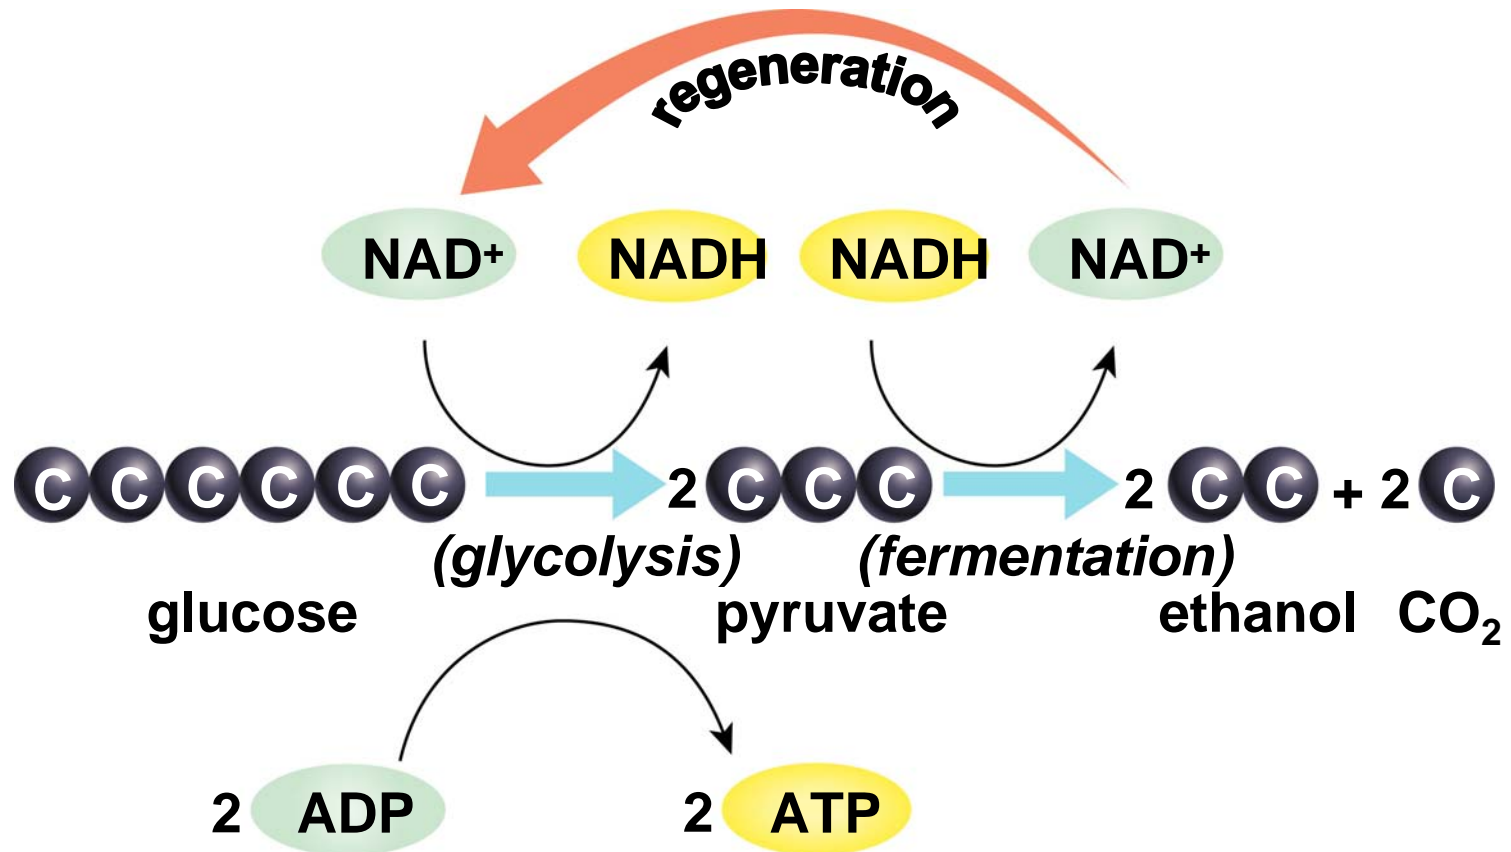 regeneration
NAD+ NADH NADH NAD+
C C C C C C 2 C C C 2 C C + 2 C
(glycolysis) (fermentation)
glucose pyruvate ethanol CO₂
2 ADP 2 ATP